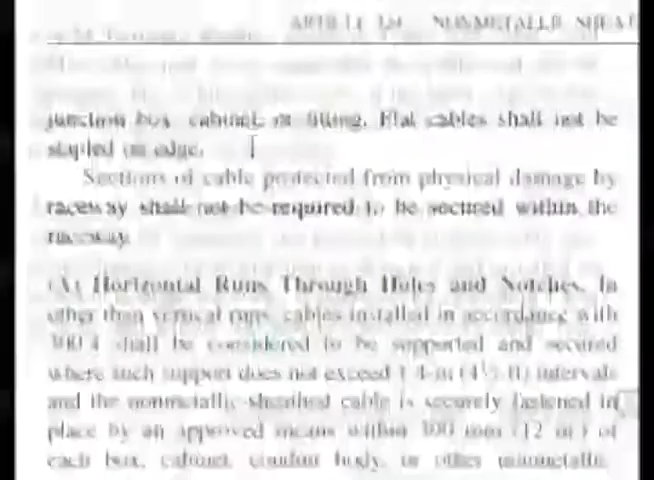 junction box, cabinet, or fitting. Flat cables shall not be
stapled on edge.
Sections of cable protected from physical damage by
raceway shall not be required to be secured within the
raceway.
(A) Horizontal Runs Through Holes and Notches. In
other than vertical runs, cables installed in accordance with
300.4 shall be considered to be supported and secured
where such support does not exceed 1.4-m (4½-ft) intervals
and the nonmetallic-sheathed cable is securely fastened in
place by an approved means within 300 mm (12 in.) of
each box, cabinet, conduit body, or other nonmetallic-